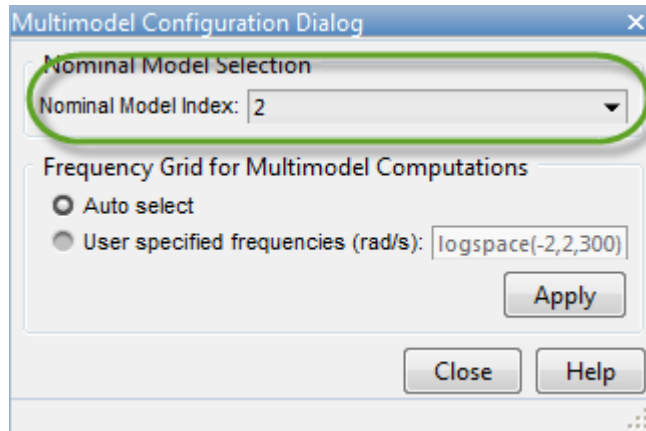 Multimodel Configuration Dialog
Nominal Model Selection
Nominal Model Index: 2
Frequency Grid for Multimodel Computations
Auto select
User specified frequencies (rad/s): logspace(-2,2,300)
Apply
Close Help